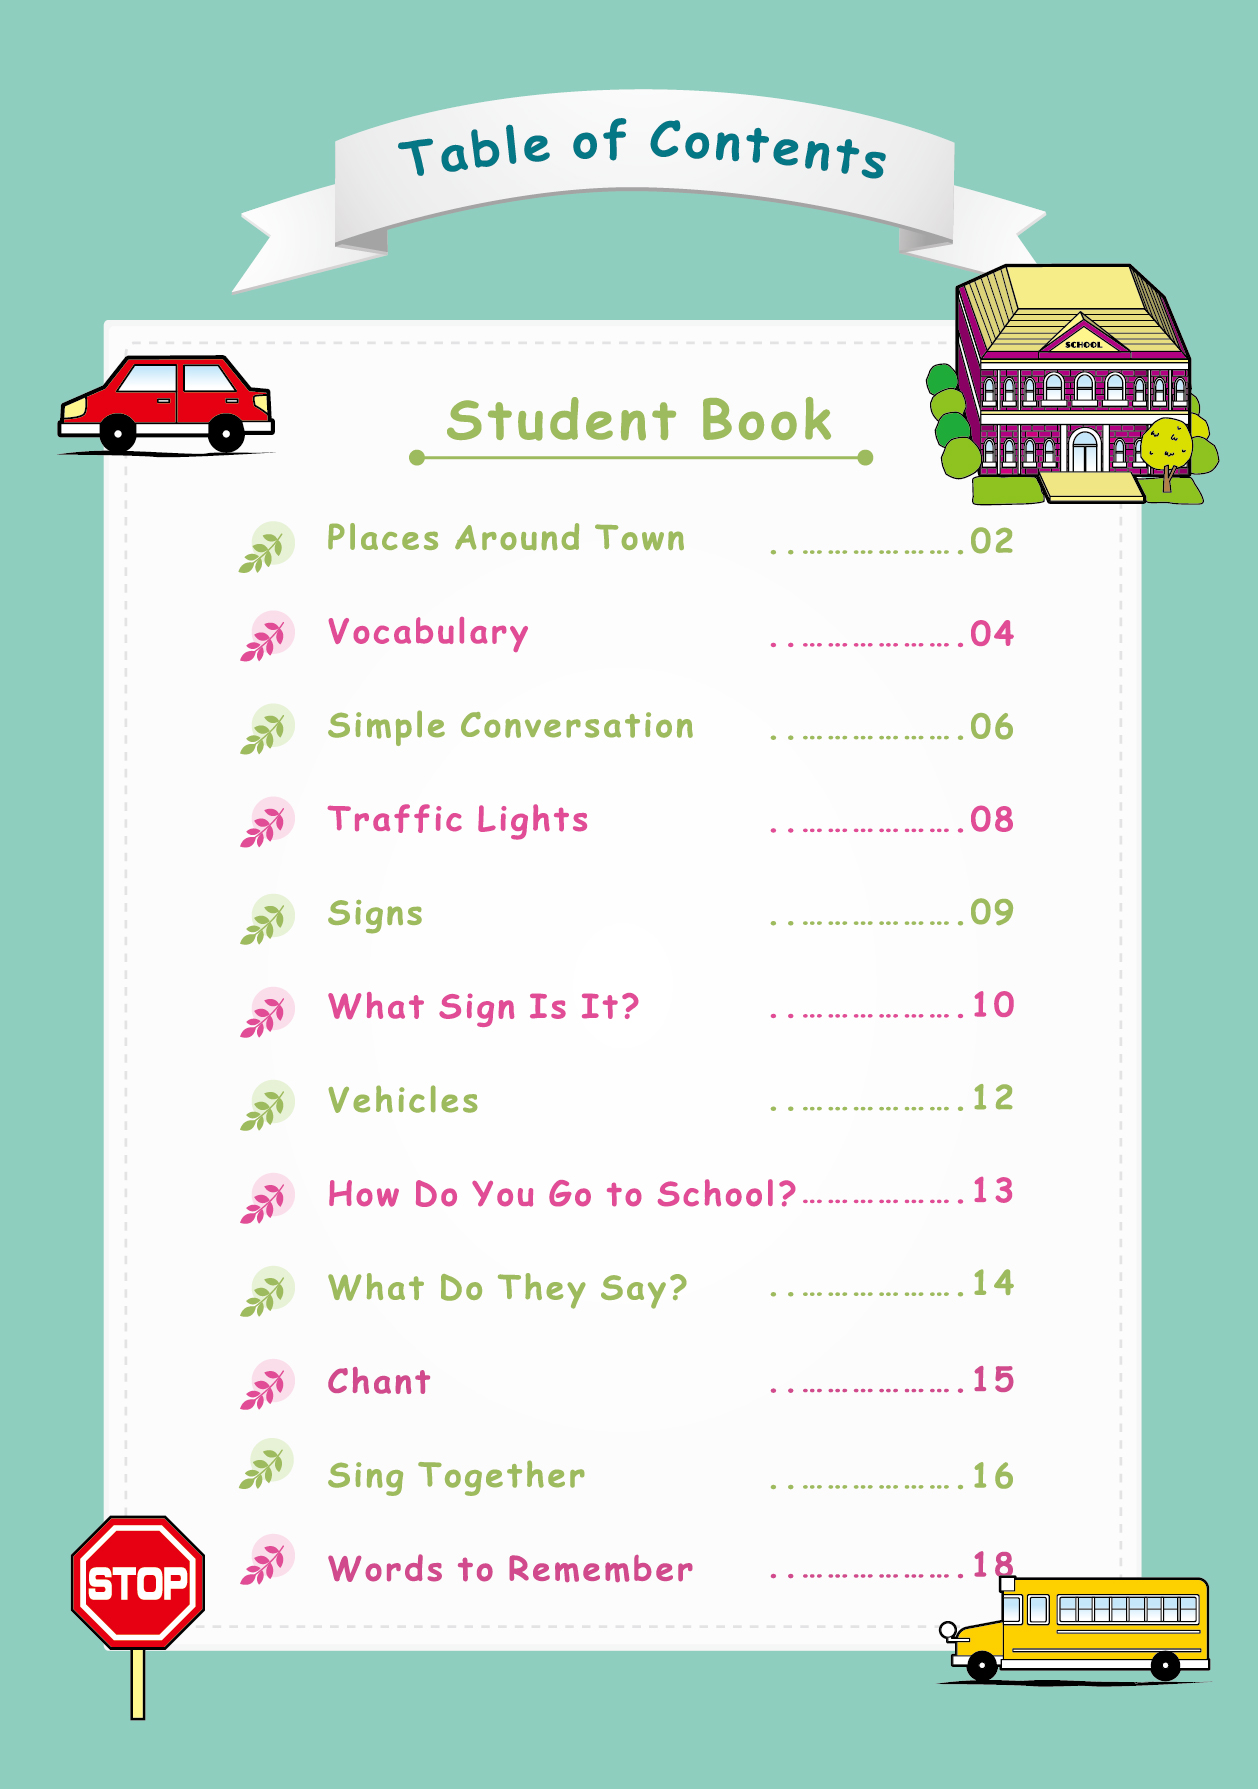 Table of Contents
SCHOOL
Student Book
Places Around Town ..………………….02
Vocabulary ..………………….04
Simple Conversation ..………………….06
Traffic Lights ..………………….08
Signs ..………………….09
What Sign Is It? ..………………….10
Vehicles ..………………….12
How Do You Go to School?………………….13
What Do They Say? ..………………….14
Chant ..………………….15
Sing Together ..………………….16
Words to Remember ..………………….18
STOP